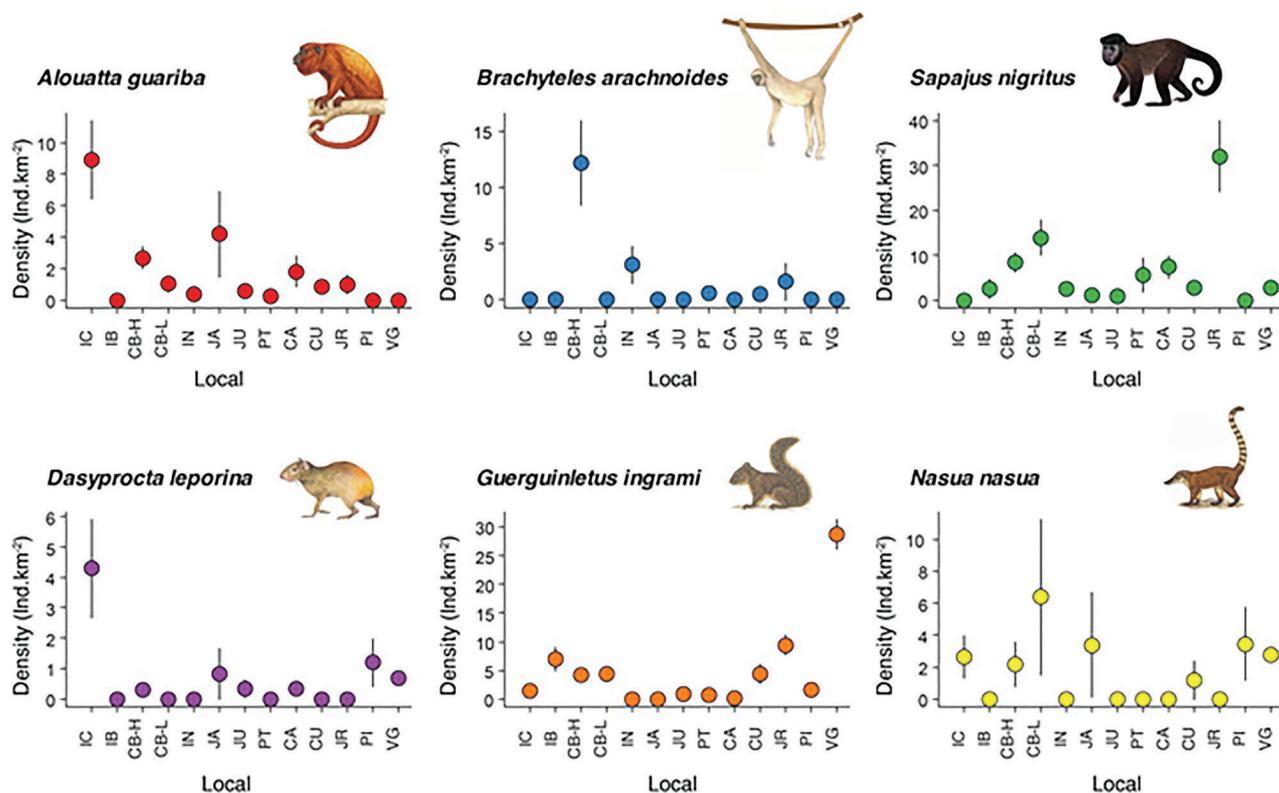 Alouatta guariba
Density (Ind.km-2)
10
8
6
4
2
0
IC IB CB-H CB-L IN JA JU PT CA CU JR PI VG
Local
Brachyteles arachnoides
Density (Ind.km-2)
15
10
5
0
IC IB CB-H CB-L IN JA JU PT CA CU JR PI VG
Local
Sapajus nigritus
Density (Ind.km-2)
40
30
20
10
0
IC IB CB-H CB-L IN JA JU PT CA CU JR PI VG
Local
Dasyprocta leporina
Density (Ind.km-2)
6
5
4
3
2
1
0
IC IB CB-H CB-L IN JA JU PT CA CU JR PI VG
Local
Guerguinletus ingrami
Density (Ind.km-2)
30
25
20
15
10
5
0
IC IB CB-H CB-L IN JA JU PT CA CU JR PI VG
Local
Nasua nasua
Density (Ind.km-2)
10
8
6
4
2
0
IC IB CB-H CB-L IN JA JU PT CA CU JR PI VG
Local